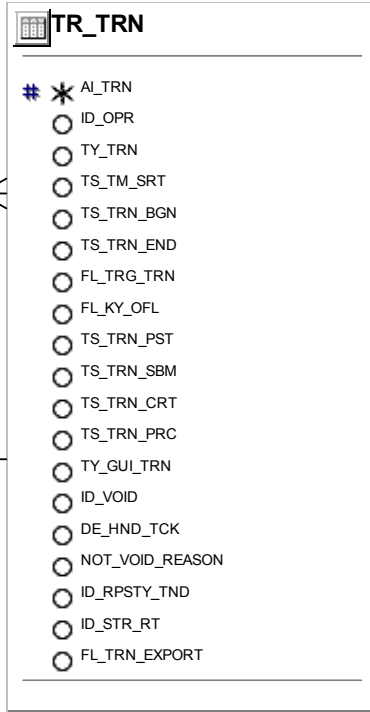 TR_TRN
# * AI_TRN
ID_OPR
TY_TRN
TS_TM_SRT
TS_TRN_BGN
TS_TRN_END
FL_TRG_TRN
FL_KY_OFL
TS_TRN_PST
TS_TRN_SBM
TS_TRN_CRT
TS_TRN_PRC
TY_GUI_TRN
ID_VOID
DE_HND_TCK
NOT_VOID_REASON
ID_RPSTY_TND
ID_STR_RT
FL_TRN_EXPORT